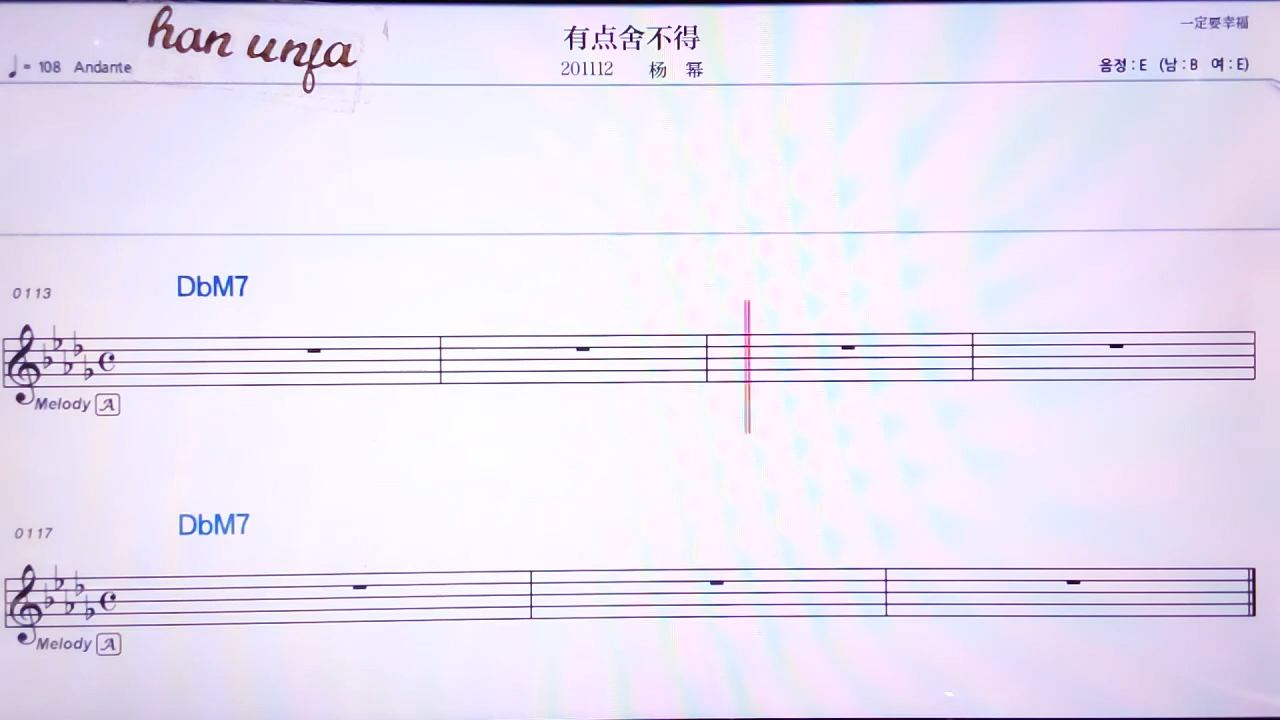 han unfa
有点舍不得
一定要幸福
♩= 108 Andante
201112 杨 幂
음정 : E (남 : B 여 : E)
0113
DbM7
Melody A
0117
DbM7
Melody A